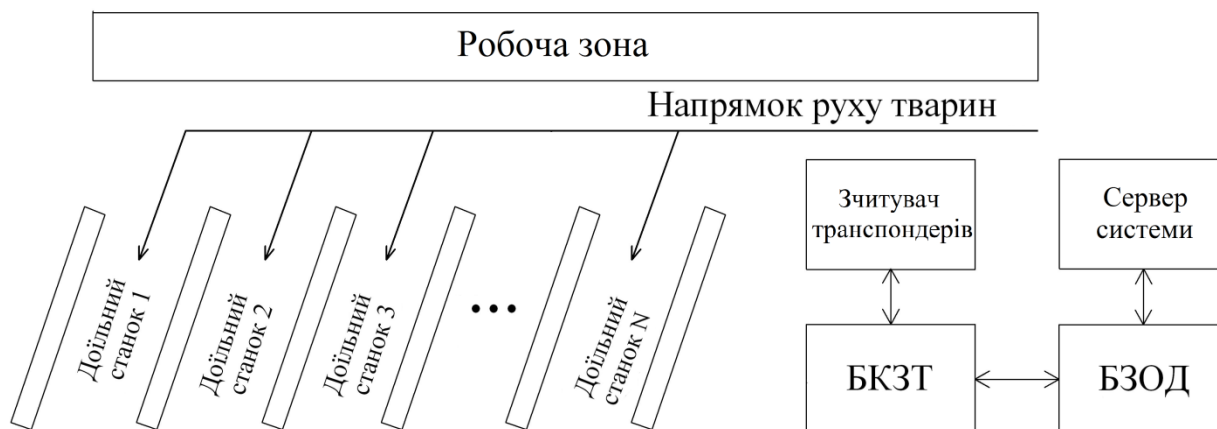 Робоча зона
Напрямок руху тварин
Доїльний
станок 1
Доїльний
станок 2
Доїльний
станок 3
•••
Доїльний
станок N
Зчитувач
транспондерів
Сервер
системи
БКЗТ
БЗОД